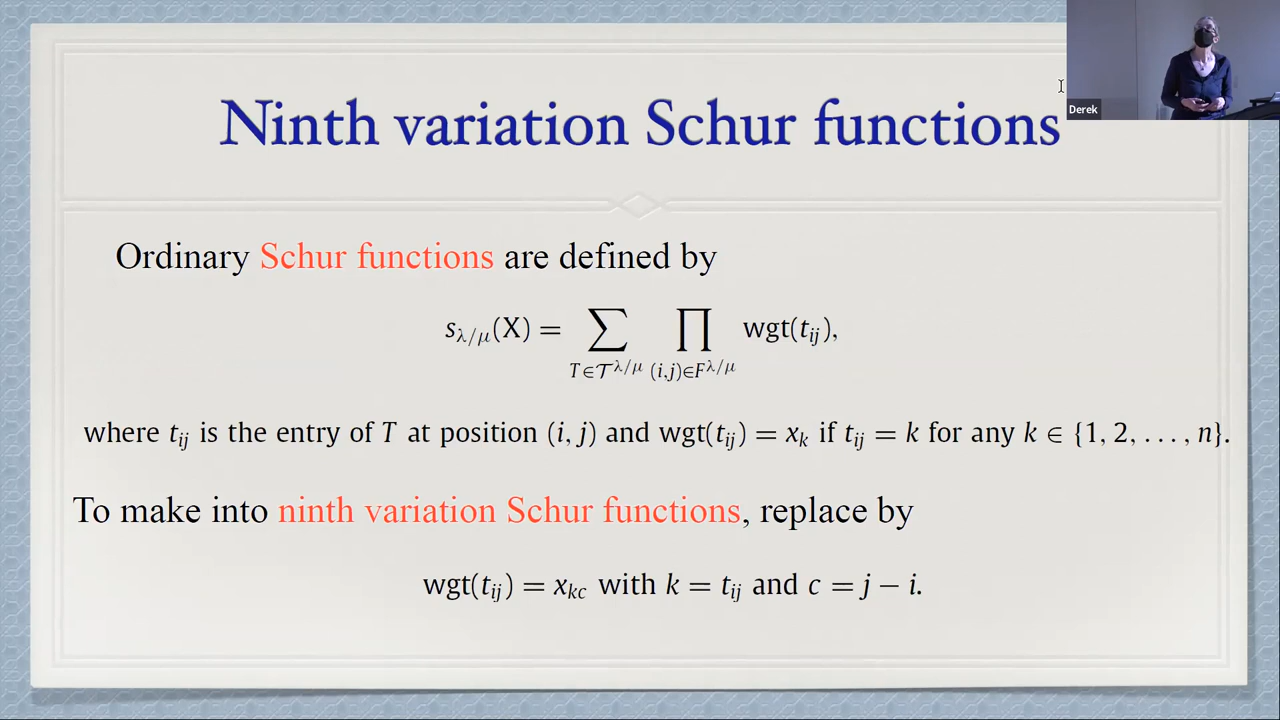 Derek
Ninth variation Schur functions
Ordinary Schur functions are defined by
s_{λ/μ}(X) = ∑_{T∈𝒯^{λ/μ}} ∏_{(i,j)∈F^{λ/μ}} wgt(t_{ij}),
where t_{ij} is the entry of T at position (i, j) and wgt(t_{ij}) = x_k if t_{ij} = k for any k ∈ {1, 2, . . . , n}.
To make into ninth variation Schur functions, replace by
wgt(t_{ij}) = x_{kc} with k = t_{ij} and c = j − i.